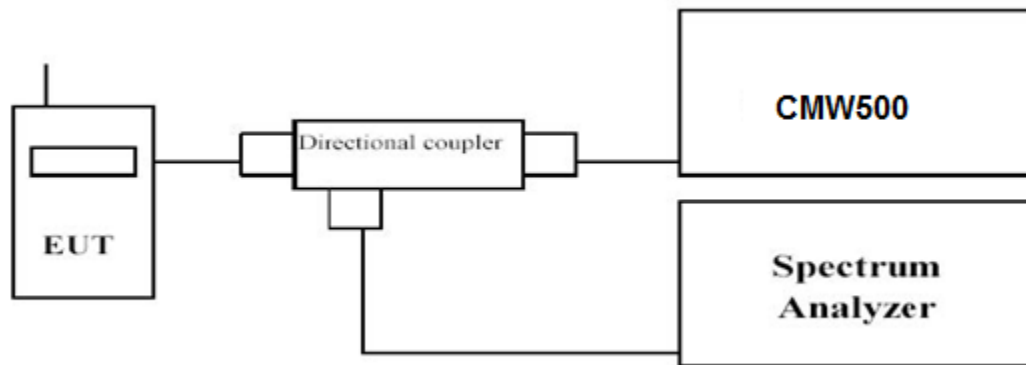 EUT
Directional coupler
CMW500
Spectrum
Analyzer